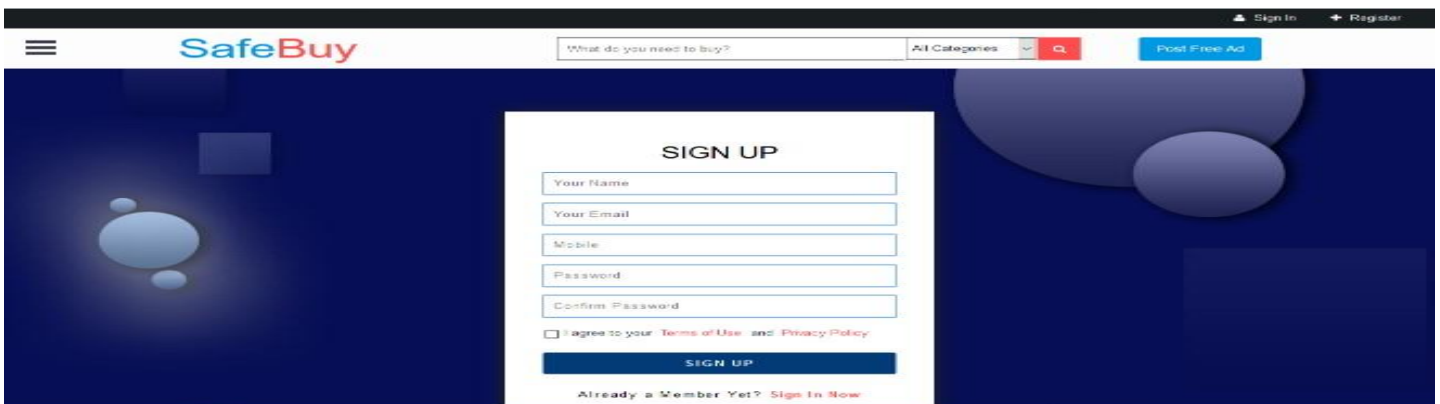 Sign In Register
SafeBuy What do you need to buy? All Categories Post Free Ad
SIGN UP
Your Name
Your Email
Mobile
Password
Confirm Password
I agree to your Terms of Use and Privacy Policy
SIGN UP
Already a Member Yet? Sign In Now